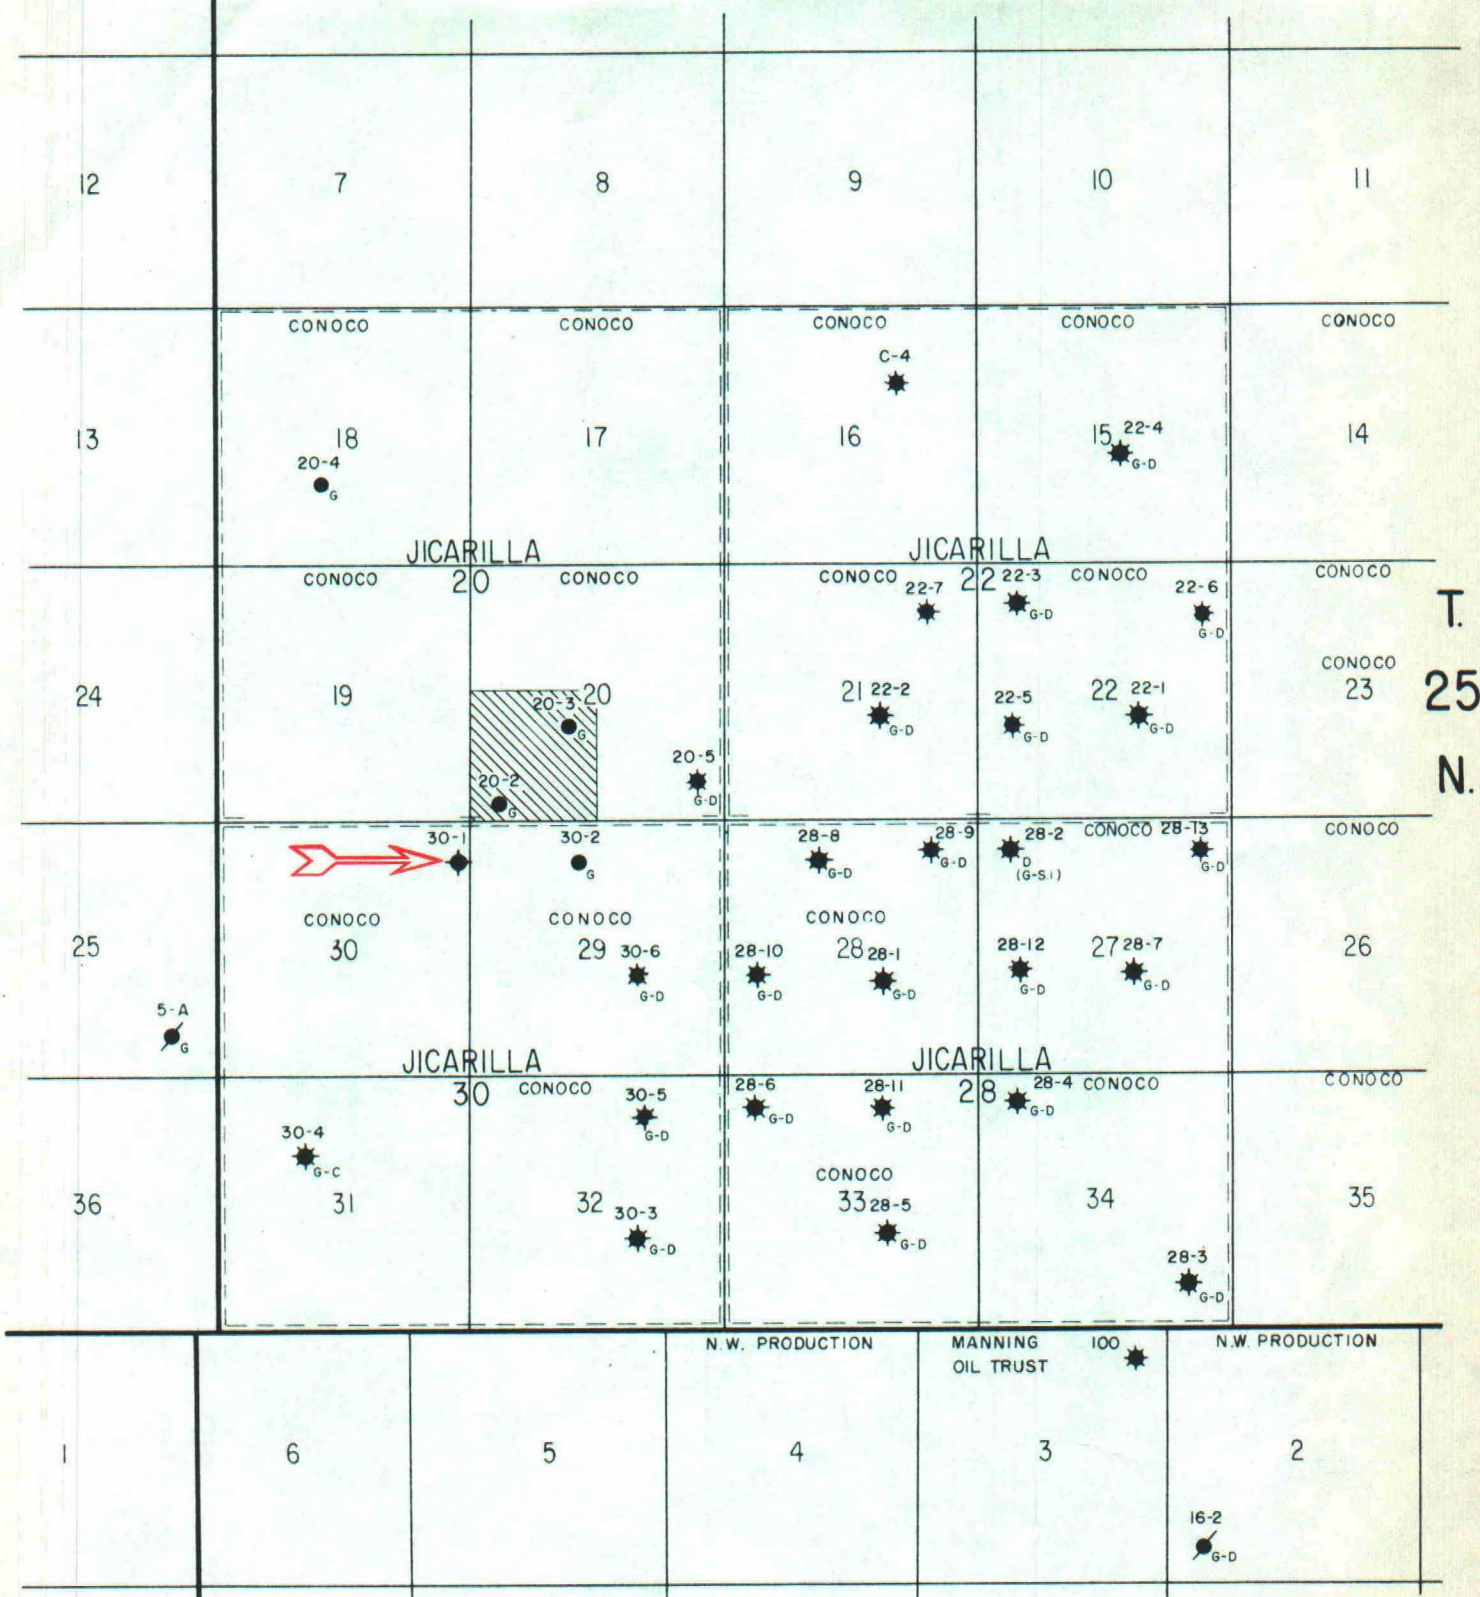 12 7 8 9 10 11
CONOCO CONOCO CONOCO CONOCO CONOCO
C-4
13 18 17 16 15 22-4 14
G-D
20-4
G
JICARILLA JICARILLA
20 22
CONOCO CONOCO CONOCO 22-7 22-3 CONOCO 22-6 CONOCO
G-D G-D
T.
25
N.
CONOCO
24 19 20 21 22-2 22-5 22 22-1 23
20-3
G G-D G-D G-D
20-5
G-D
20-2
G
30-1 30-2 28-8 28-9 28-2 CONOCO 28-13 CONOCO
G G-D G-D D G-D
(G-S.I)
CONOCO CONOCO CONOCO
25 30 29 30-6 28-10 28 28-1 28-12 27 28-7 26
G-D G-D G-D G-D G-D
5-A
G
JICARILLA JICARILLA
30 28
CONOCO 30-5 28-6 28-11 28-4 CONOCO CONOCO
G-D G-D G-D G-D
30-4
G-C
CONOCO
36 31 32 30-3 33 28-5 34 35
G-D G-D
28-3
G-D
N.W. PRODUCTION MANNING 100 N.W. PRODUCTION
OIL TRUST
1 6 5 4 3 2
16-2
G-D